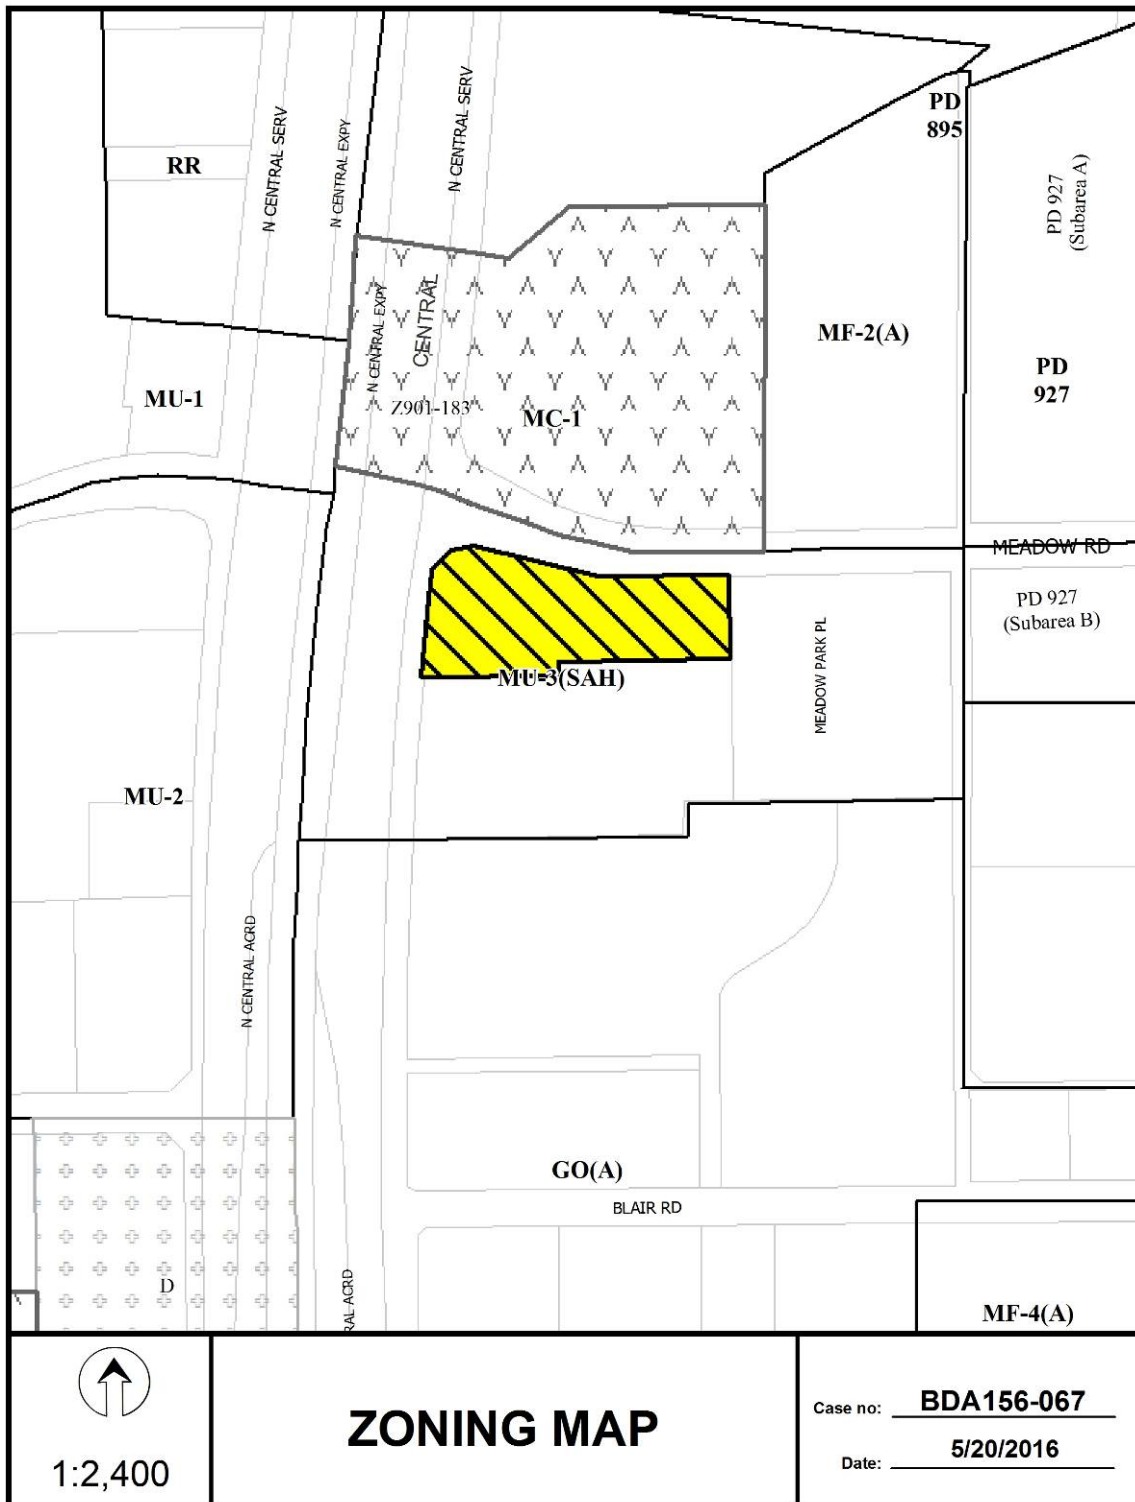 N CENTRAL SERV
N CENTRAL EXPY
N CENTRAL SERV
PD
895
RR
PD 927
(Subarea A)
N CENTRAL EXPY
CENTRAL
MF-2(A)
PD
927
MU-1
Z901-183
MC-1
MEADOW RD
PD 927
(Subarea B)
MEADOW PARK PL
MU-3(SAH)
MU-2
N CENTRAL ACRD
GO(A)
BLAIR RD
D
RAL ACRD
MF-4(A)
1:2,400
ZONING MAP
Case no: BDA156-067
Date: 5/20/2016